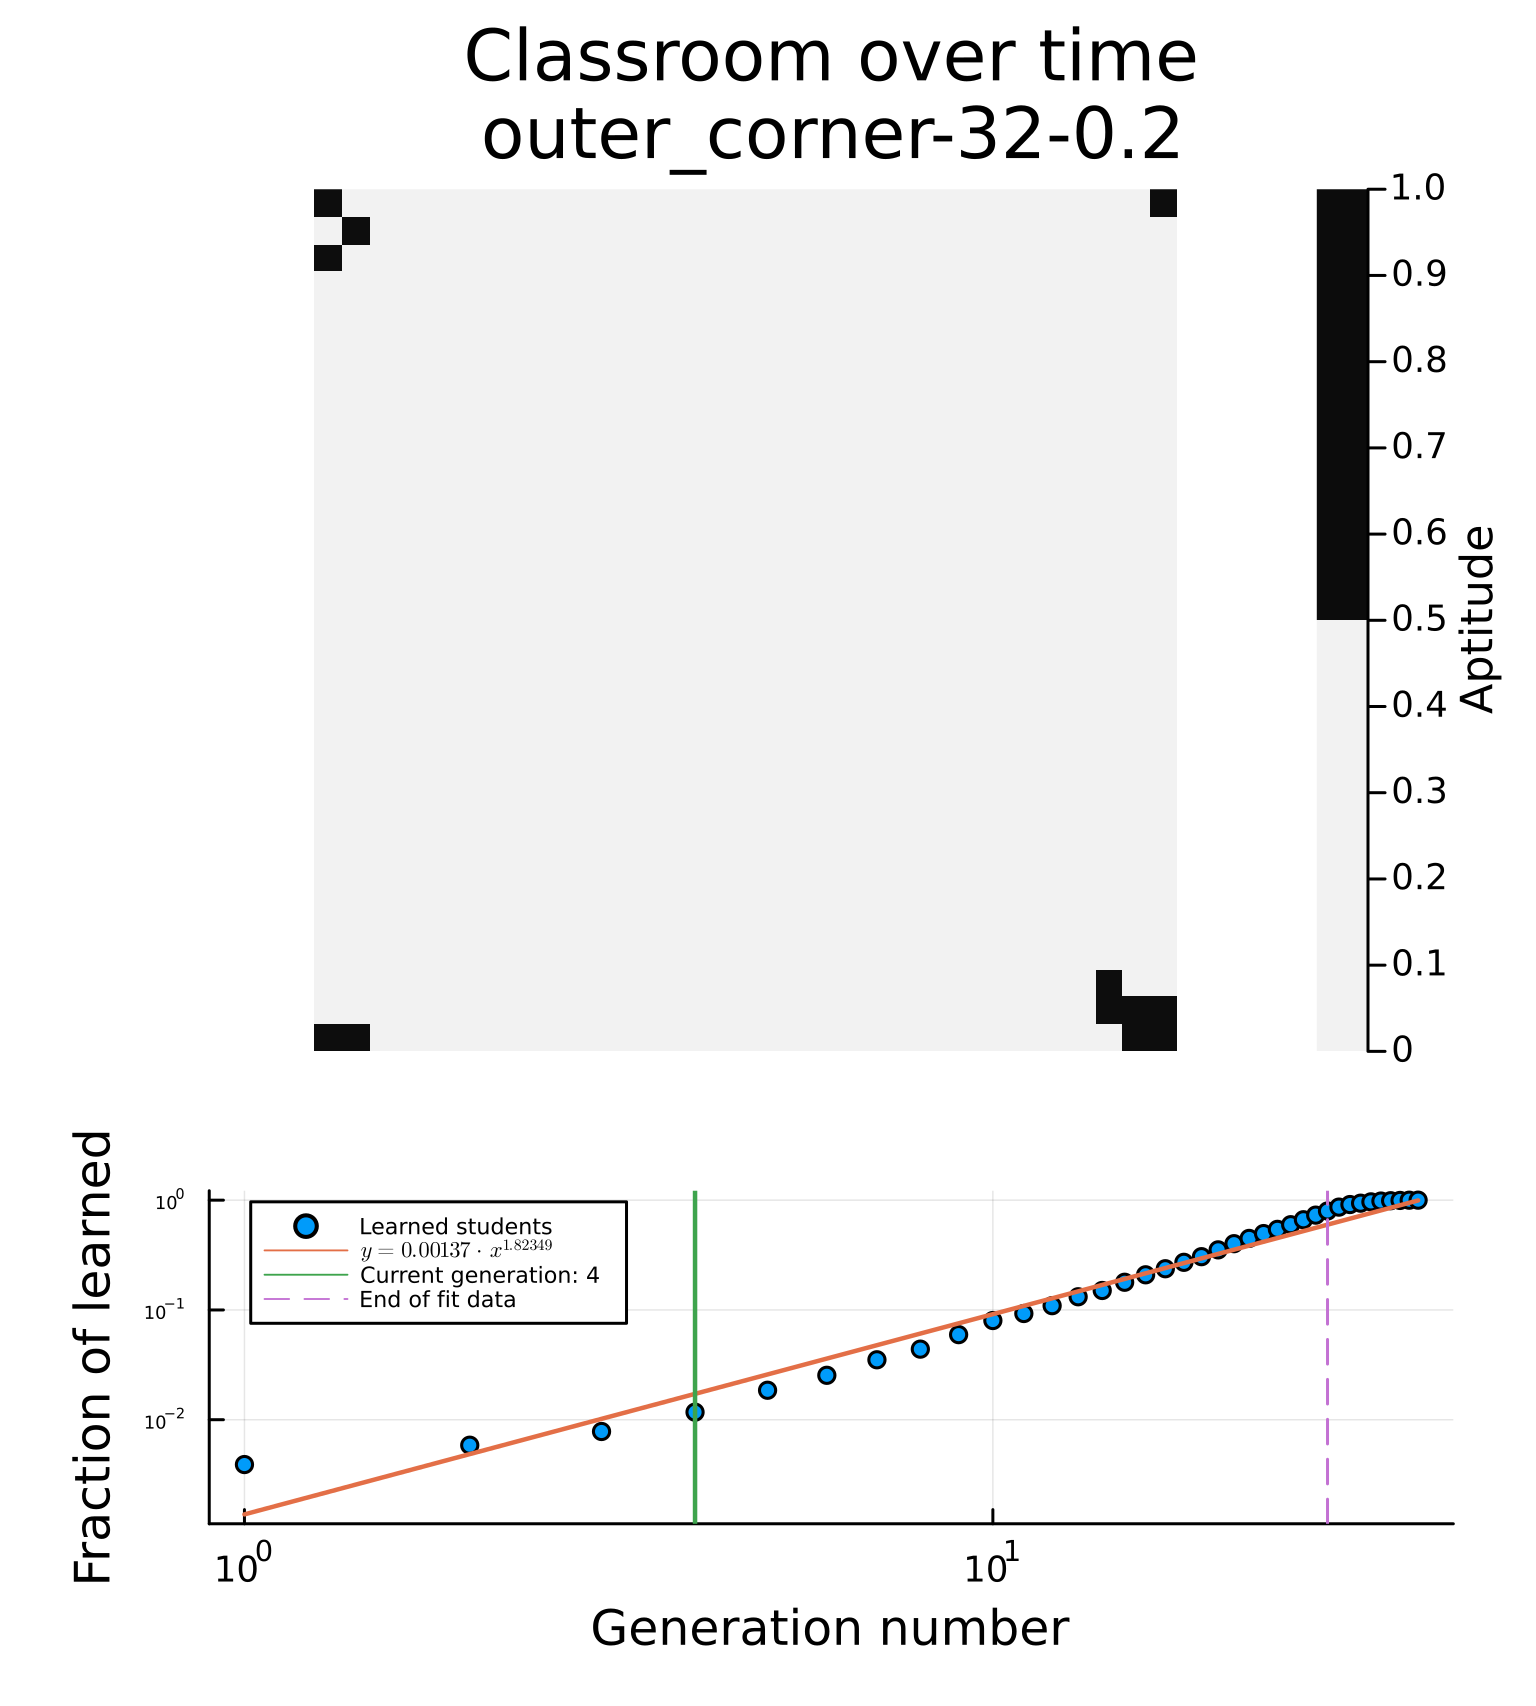 Classroom over time
outer_corner-32-0.2
1.0
0.9
0.8
0.7
0.6
0.5
0.4
0.3
0.2
0.1
0
Aptitude
Fraction of learned
10⁰
10⁻¹
10⁻²
Learned students
y = 0.00137 · x^1.82349
Current generation: 4
End of fit data
10⁰
10¹
Generation number